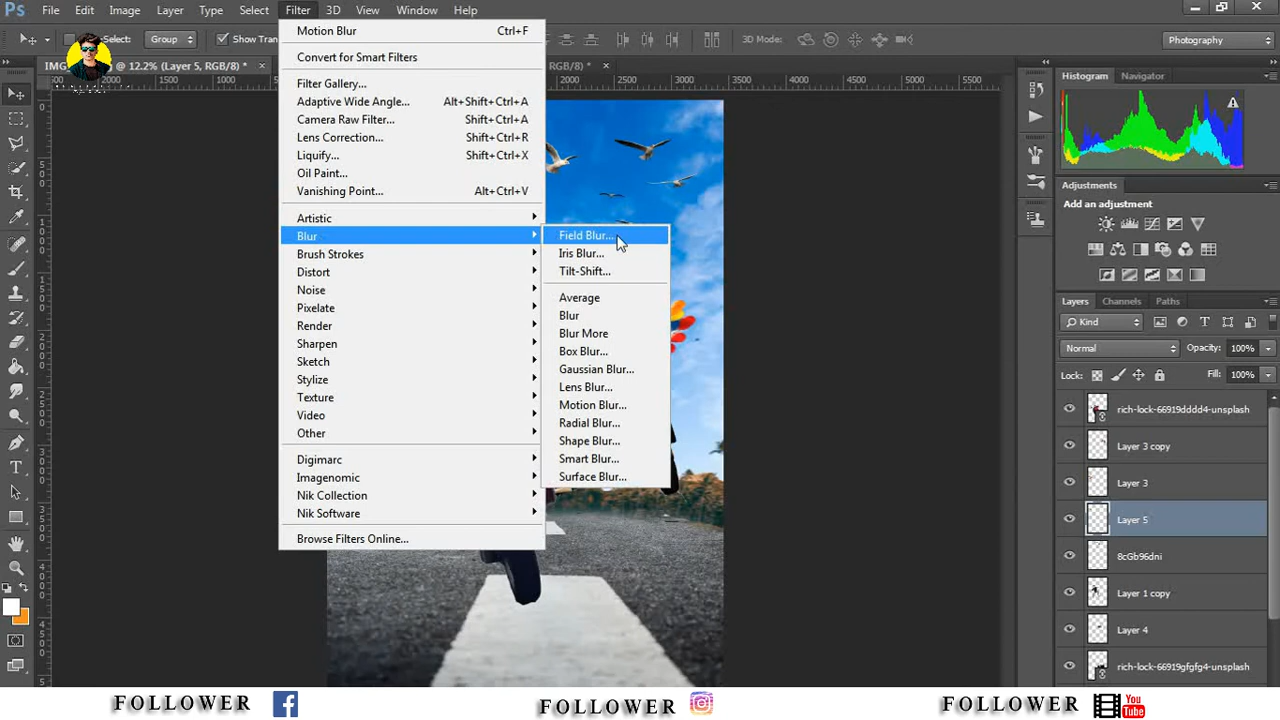 Ps File Edit Image Layer Type Select Filter 3D View Window Help
Select: Group Show Tran 3D Mode: Photography
IMG @ 12.2% (Layer 5, RGB/8) * × RGB/8) * ×
2000 2500 3000 3500 4000 4500 5000 5500
Motion Blur Ctrl+F
Convert for Smart Filters
Filter Gallery...
Adaptive Wide Angle... Alt+Shift+Ctrl+A
Camera Raw Filter... Shift+Ctrl+A
Lens Correction... Shift+Ctrl+R
Liquify... Shift+Ctrl+X
Oil Paint...
Vanishing Point... Alt+Ctrl+V
Artistic
Blur
Brush Strokes
Distort
Noise
Pixelate
Render
Sharpen
Sketch
Stylize
Texture
Video
Other
Digimarc
Imagenomic
Nik Collection
Nik Software
Browse Filters Online...
Field Blur...
Iris Blur...
Tilt-Shift...
Average
Blur
Blur More
Box Blur...
Gaussian Blur...
Lens Blur...
Motion Blur...
Radial Blur...
Shape Blur...
Smart Blur...
Surface Blur...
Histogram Navigator
Adjustments
Add an adjustment
Layers Channels Paths
Kind
Normal Opacity: 100%
Lock: Fill: 100%
rich-lock-66919dddd4-unsplash
Layer 3 copy
Layer 3
Layer 5
8cGb96dni
Layer 1 copy
Layer 4
rich-lock-66919gfgfg4-unsplash
FOLLOWER FOLLOWER FOLLOWER You Tube